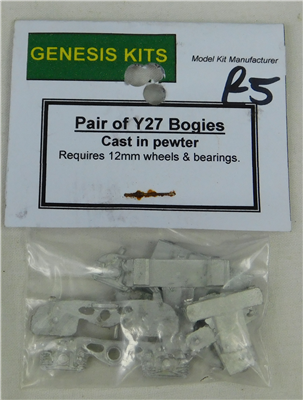 GENESIS KITS
Model Kit Manufacturer
R5
Pair of Y27 Bogies
Cast in pewter
Requires 12mm wheels & bearings.